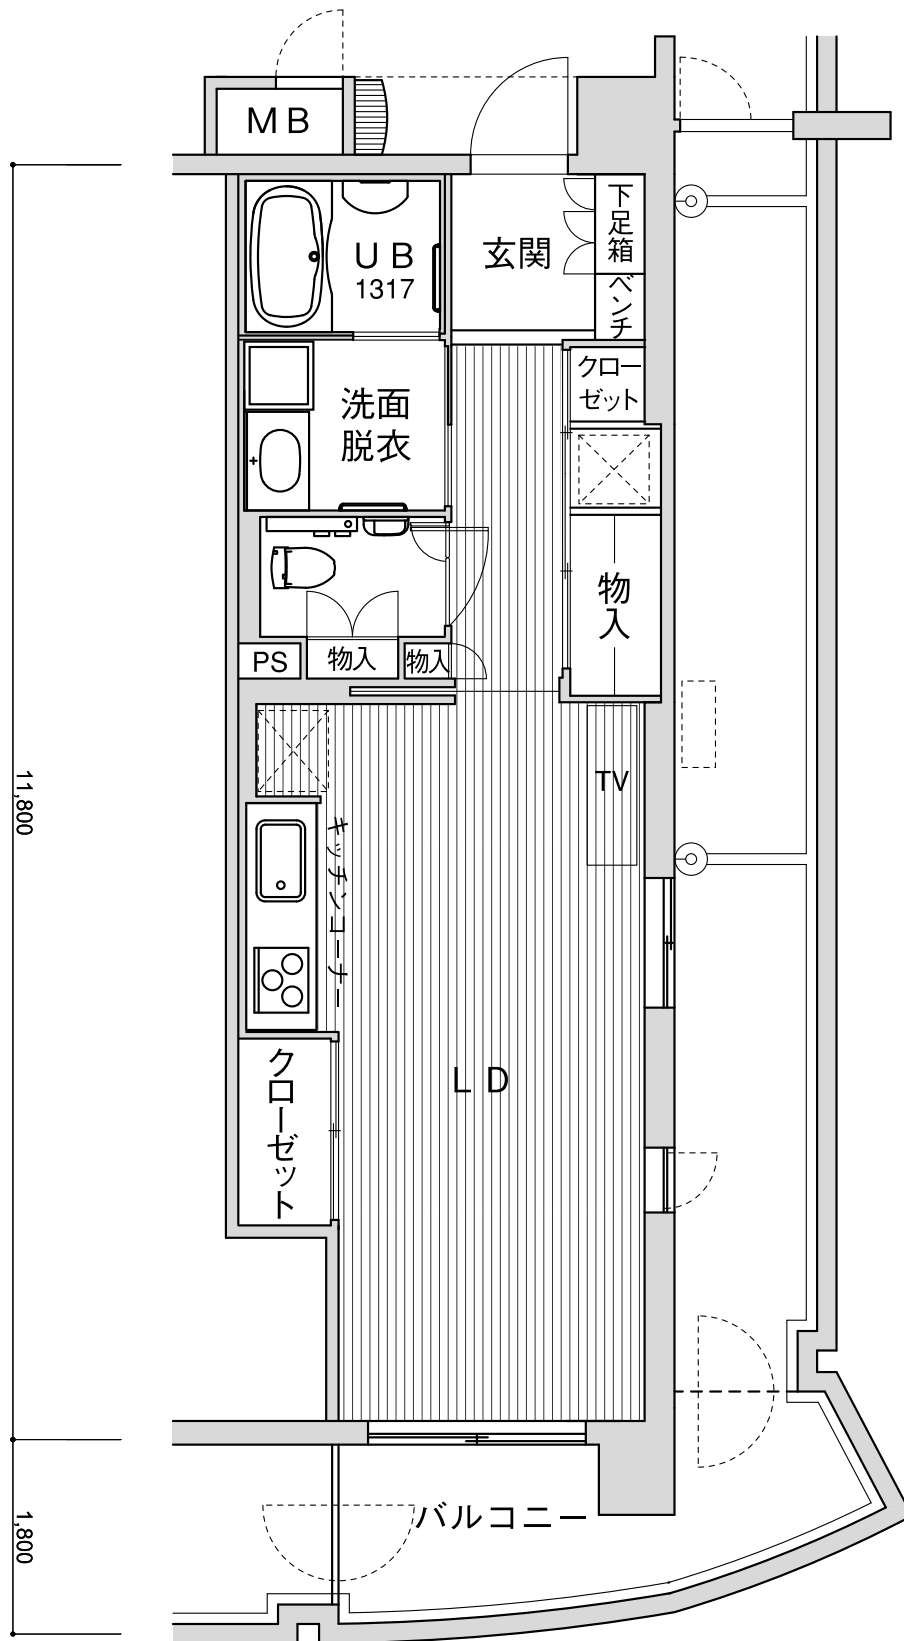 MB
UB
1317
玄関
下足箱
ベンチ
クロー
ゼット
洗面
脱衣
物入
PS
物入
物入
TV
キッチンコーナー
11,800
LD
クローゼット
バルコニー
1,800